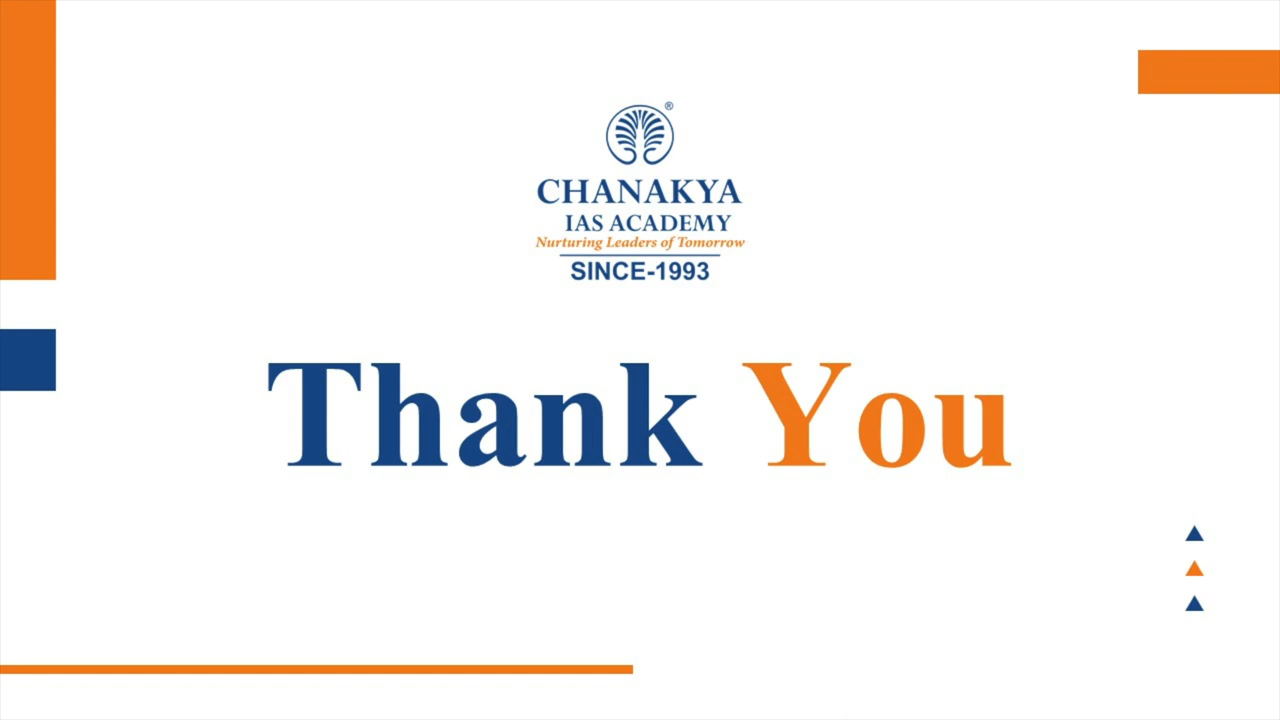 ®
CHANAKYA
IAS ACADEMY
Nurturing Leaders of Tomorrow
SINCE-1993
Thank You